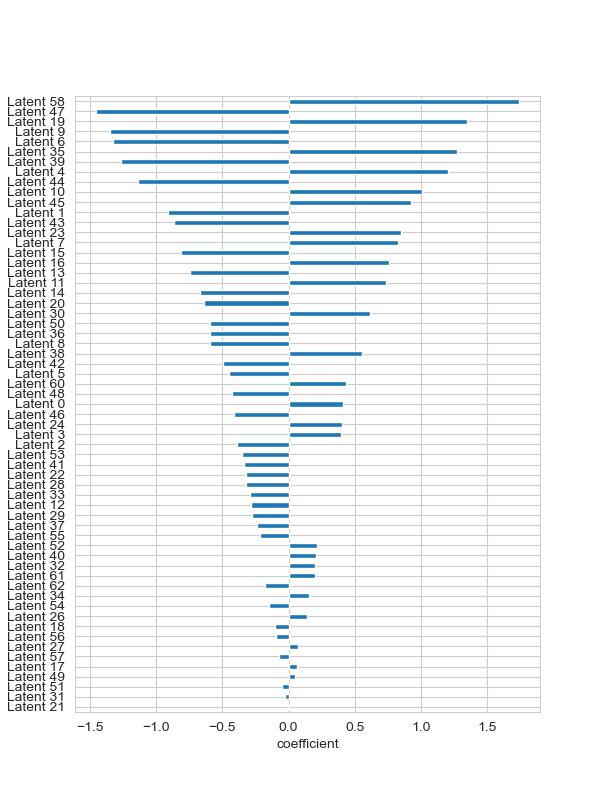 Latent 58
Latent 47
Latent 19
Latent 9
Latent 6
Latent 35
Latent 39
Latent 4
Latent 44
Latent 10
Latent 45
Latent 1
Latent 43
Latent 23
Latent 7
Latent 15
Latent 16
Latent 13
Latent 11
Latent 14
Latent 20
Latent 30
Latent 50
Latent 36
Latent 8
Latent 38
Latent 42
Latent 5
Latent 60
Latent 48
Latent 0
Latent 46
Latent 24
Latent 3
Latent 2
Latent 53
Latent 41
Latent 22
Latent 28
Latent 33
Latent 12
Latent 29
Latent 37
Latent 55
Latent 52
Latent 40
Latent 32
Latent 61
Latent 62
Latent 34
Latent 54
Latent 26
Latent 18
Latent 56
Latent 27
Latent 57
Latent 17
Latent 49
Latent 51
Latent 31
Latent 21
−1.5 −1.0 −0.5 0.0 0.5 1.0 1.5
coefficient